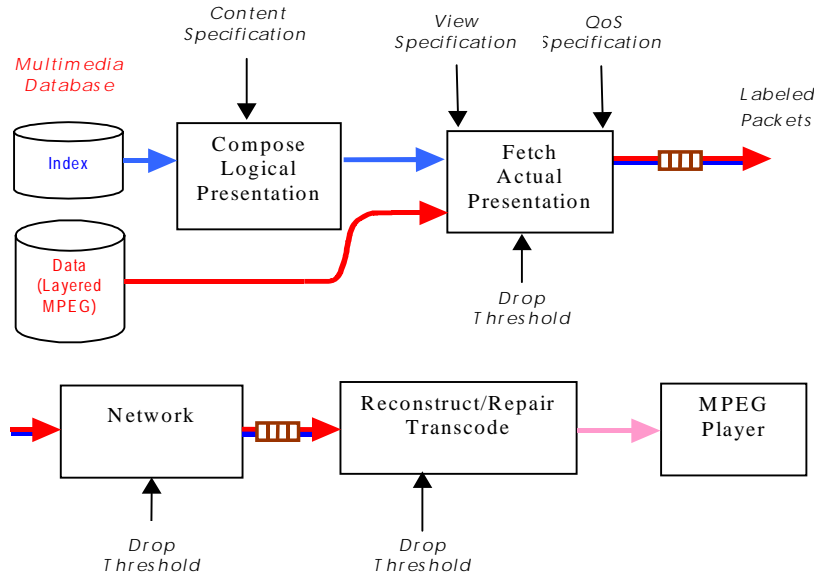 Content
Specification
View
Specification
QoS
Specification
Multimedia
Database
Labeled
Packets
Index
Compose
Logical
Presentation
Fetch
Actual
Presentation
Data
(Layered
MPEG)
Drop
Threshold
Network
Reconstruct/Repair
Transcode
MPEG
Player
Drop
Threshold
Drop
Threshold